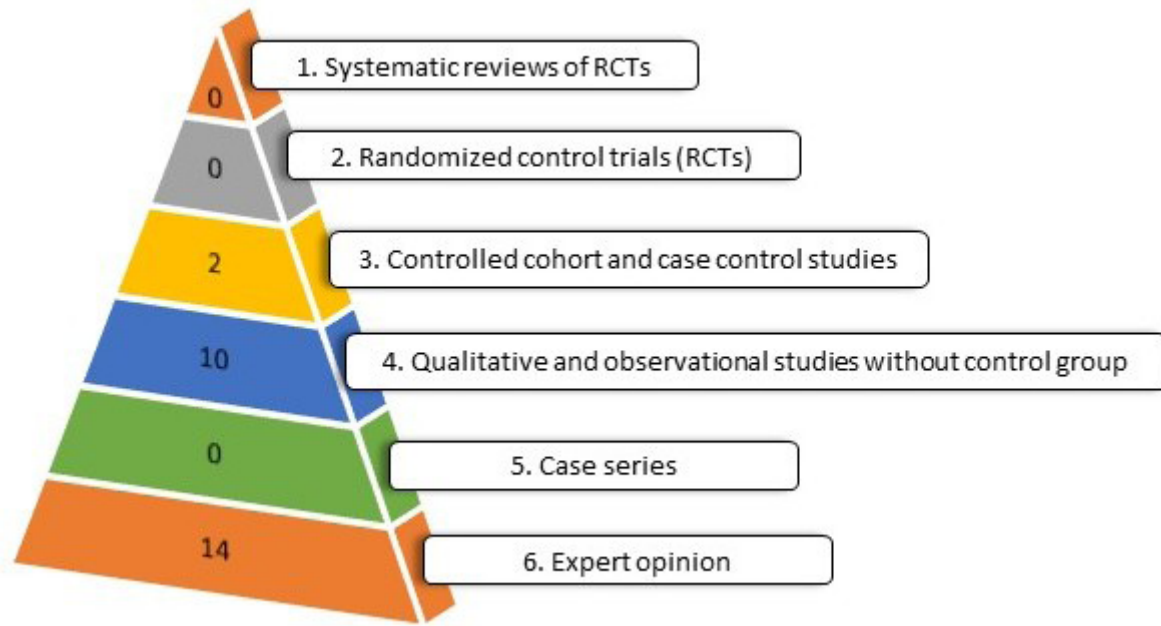 0
1. Systematic reviews of RCTs
0
2. Randomized control trials (RCTs)
2
3. Controlled cohort and case control studies
10
4. Qualitative and observational studies without control group
0
5. Case series
14
6. Expert opinion